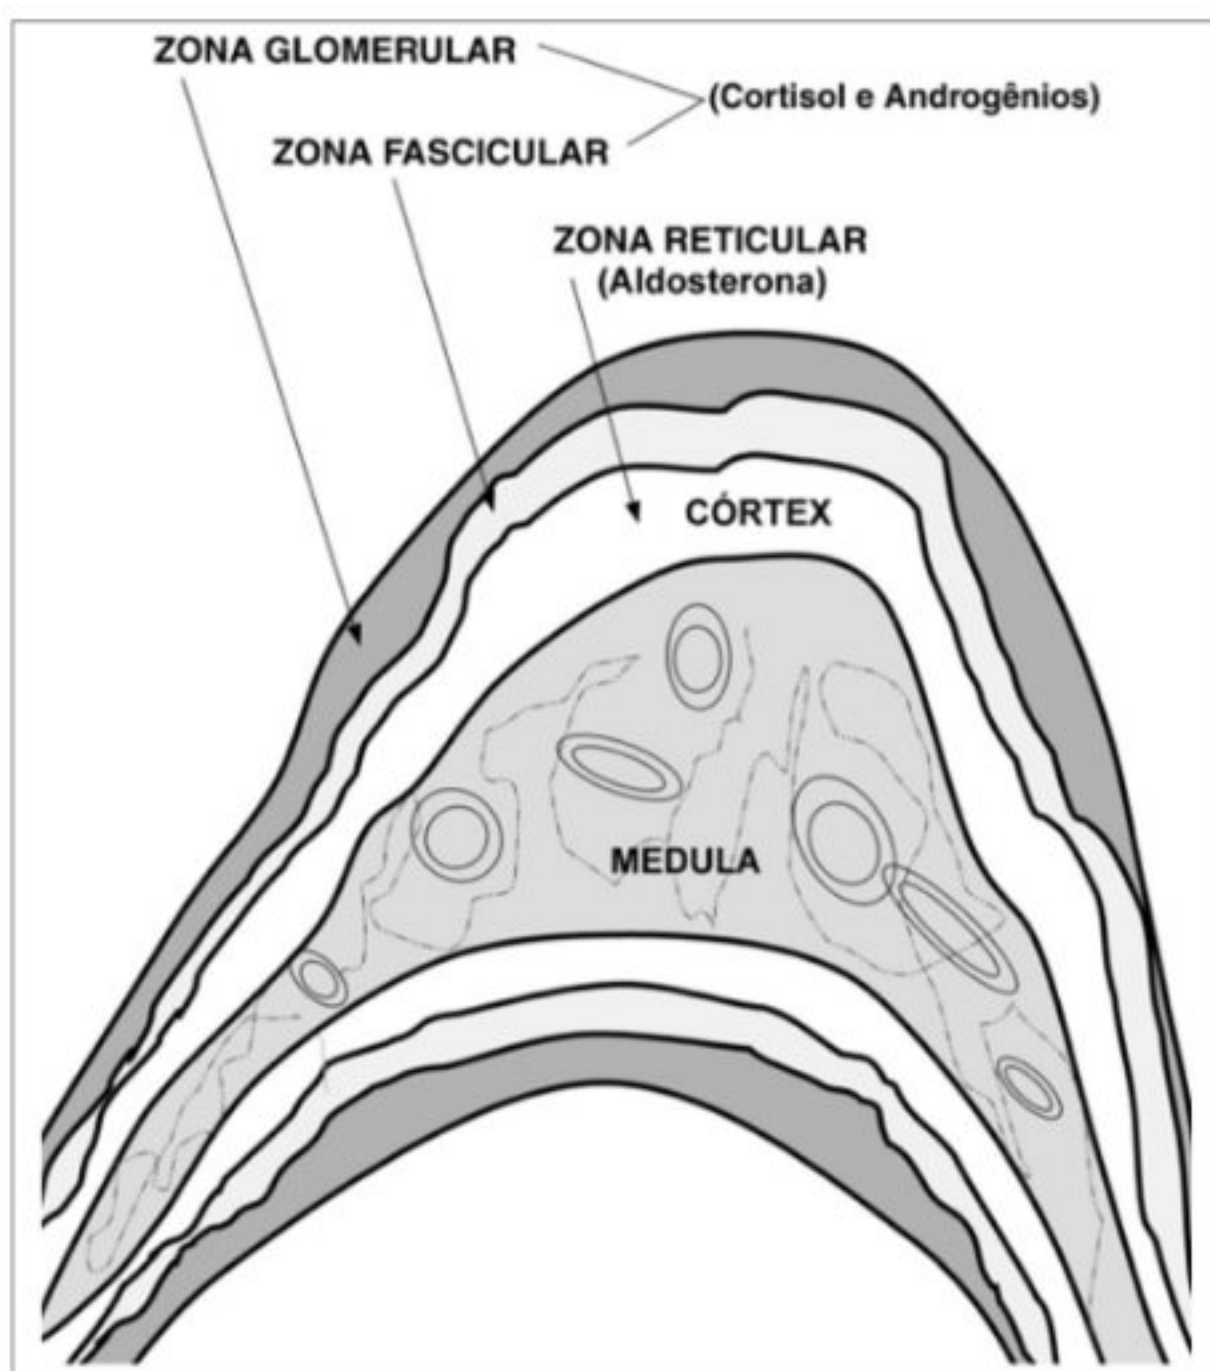 ZONA GLOMERULAR
(Cortisol e Androgênios)
ZONA FASCICULAR
ZONA RETICULAR
(Aldosterona)
CÓRTEX
MEDULA